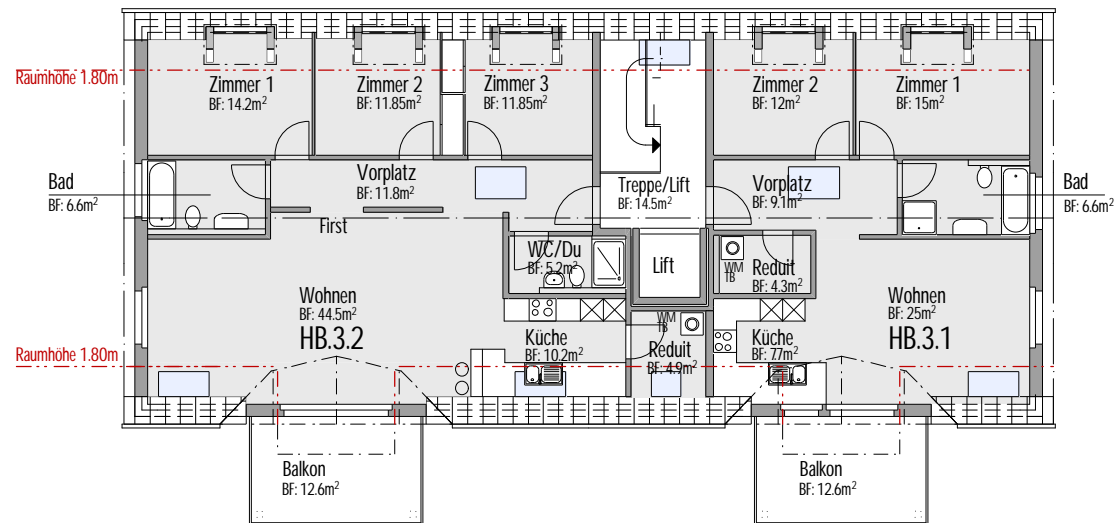 Raumhöhe 1.80m
Zimmer 1
BF: 14.2m²
Zimmer 2
BF: 11.85m²
Zimmer 3
BF: 11.85m²
Zimmer 2
BF: 12m²
Zimmer 1
BF: 15m²
Bad
BF: 6.6m²
Vorplatz
BF: 11.8m²
First
Treppe/Lift
BF: 14.5m²
Vorplatz
BF: 9.1m²
Bad
BF: 6.6m²
WC/Du
BF: 5.2m²
Lift
WM
TB
Reduit
BF: 4.3m²
Wohnen
BF: 44.5m²
HB.3.2
Wohnen
BF: 25m²
HB.3.1
Küche
BF: 10.2m²
WM
TB
Reduit
BF: 4.9m²
Küche
BF: 77m²
Raumhöhe 1.80m
Balkon
BF: 12.6m²
Balkon
BF: 12.6m²